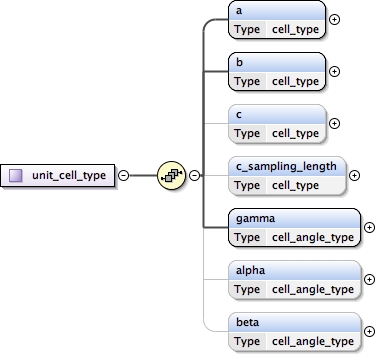 a
Type cell_type
b
Type cell_type
c
Type cell_type
unit_cell_type
c_sampling_length
Type cell_type
gamma
Type cell_angle_type
alpha
Type cell_angle_type
beta
Type cell_angle_type